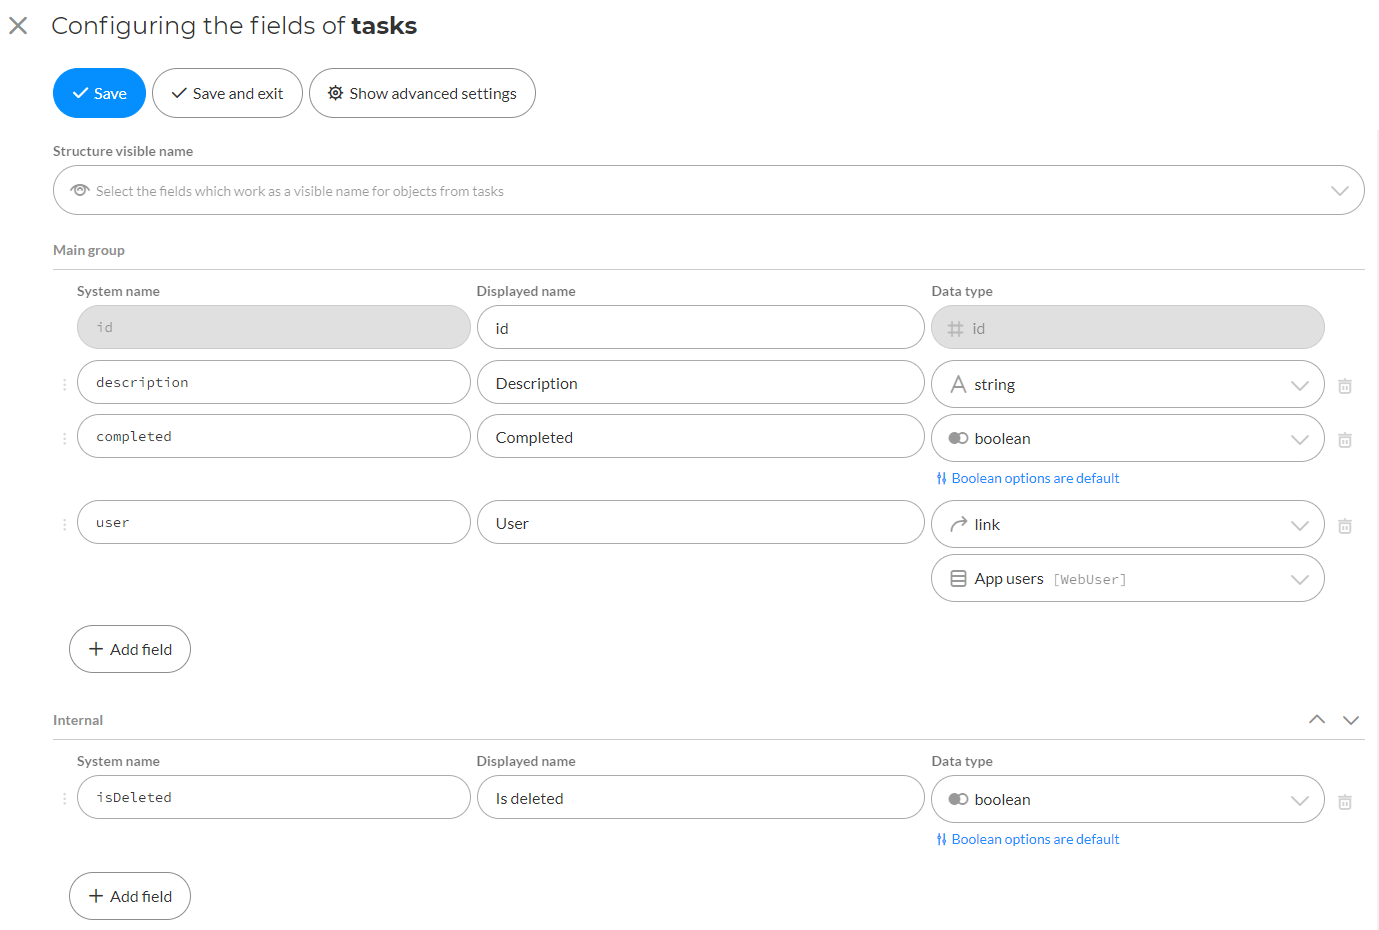 Configuring the fields of tasks
Save
Save and exit
Show advanced settings
Structure visible name
Select the fields which work as a visible name for objects from tasks
Main group
System name Displayed name Data type
id id id
description Description string
completed Completed boolean
Boolean options are default
user User link
App users [WebUser]
Add field
Internal
System name Displayed name Data type
isDeleted Is deleted boolean
Boolean options are default
Add field